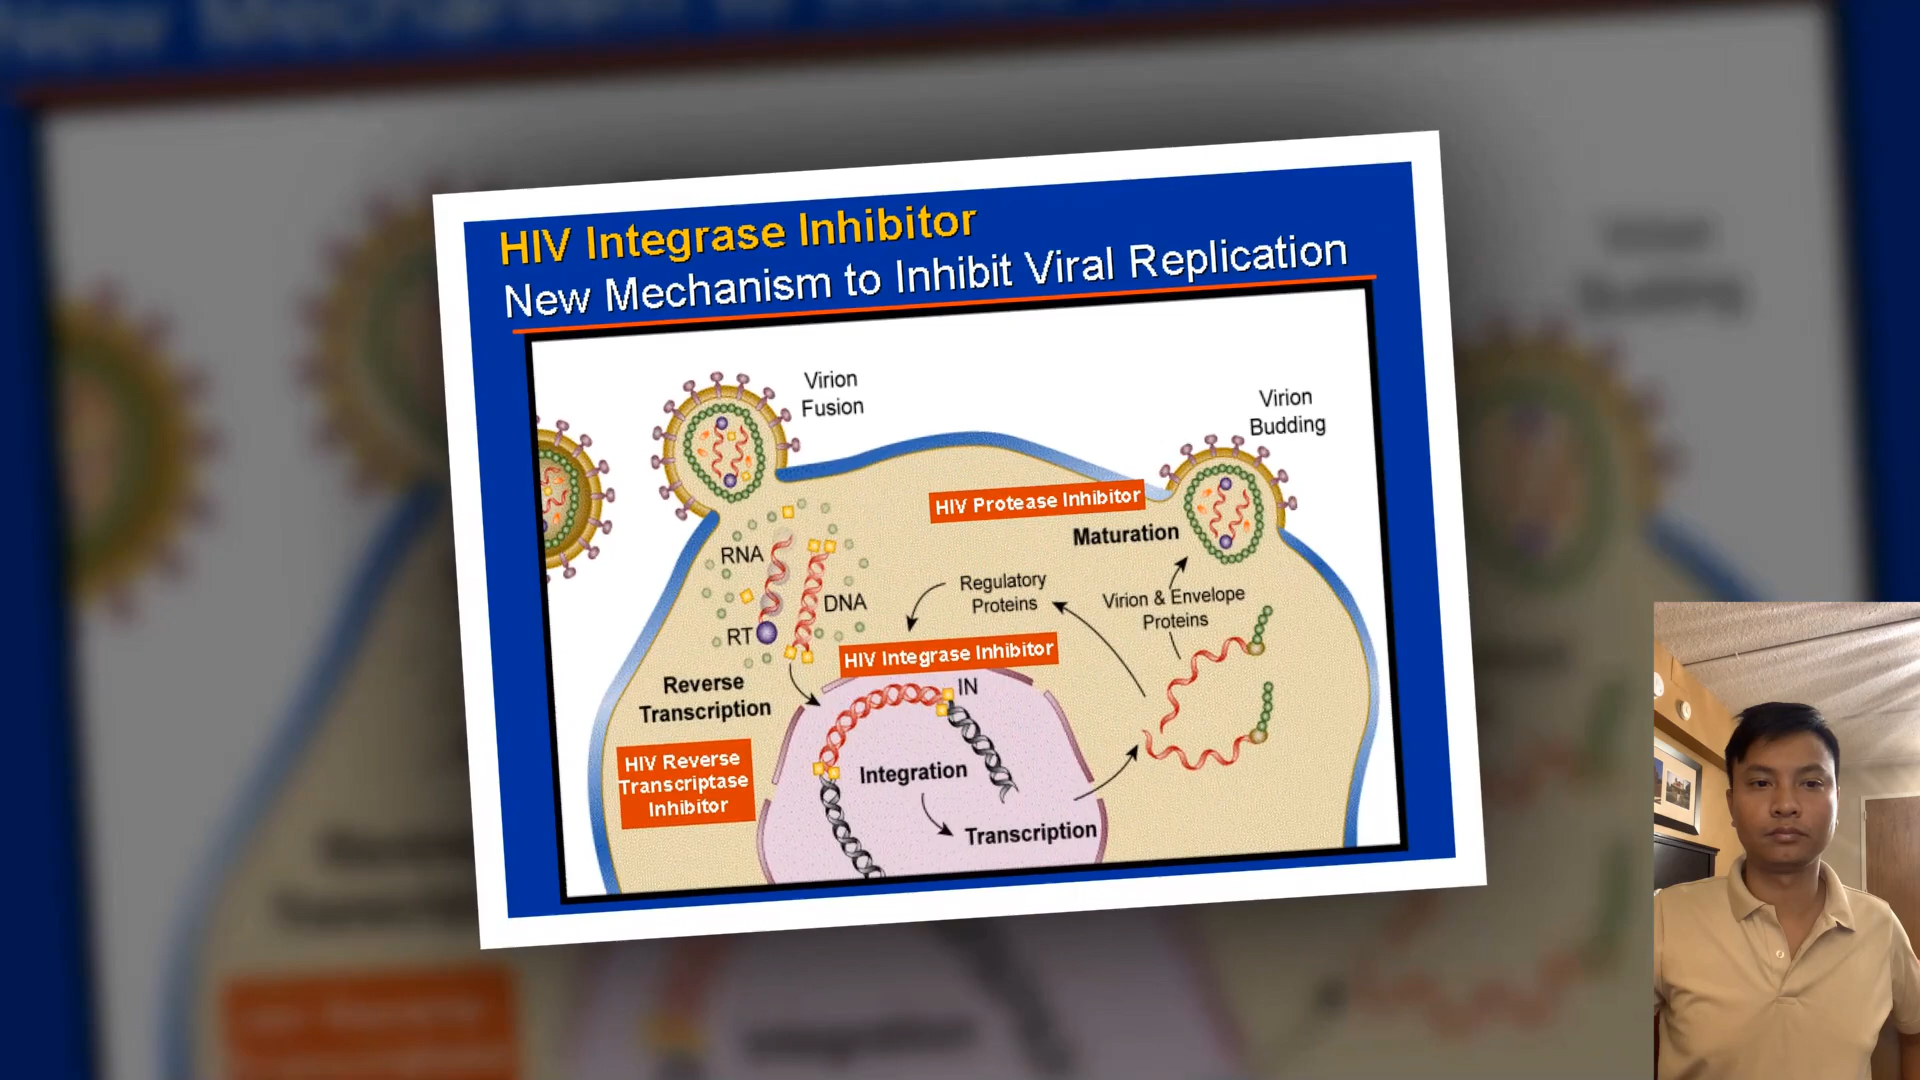 HIV Integrase Inhibitor
New Mechanism to Inhibit Viral Replication
Virion
Fusion
Virion
Budding
HIV Protease Inhibitor
Maturation
RNA
DNA
RT
Regulatory
Proteins
Virion & Envelope
Proteins
HIV Integrase Inhibitor
IN
Reverse
Transcription
HIV Reverse
Transcriptase
Inhibitor
Integration
Transcription